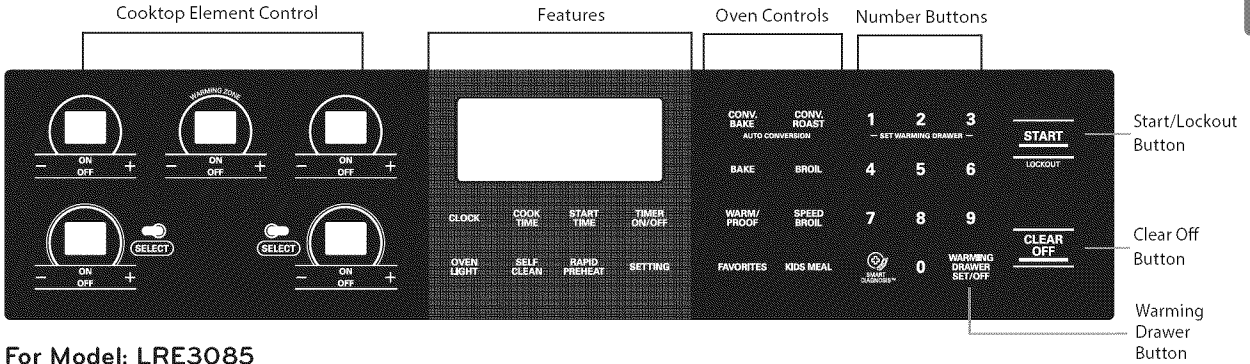 Cooktop Element Control
Features
Oven Controls
Number Buttons
WARMING ZONE
− ON +
OFF
− ON +
OFF
− ON +
OFF
SELECT
SELECT
− ON +
OFF
− ON +
OFF
CLOCK
COOK
TIME
START
TIME
TIMER
ON/OFF
OVEN
LIGHT
SELF
CLEAN
RAPID
PREHEAT
SETTING
CONV.
BAKE
CONV.
ROAST
AUTO CONVERSION
BAKE
BROIL
WARM/
PROOF
SPEED
BROIL
FAVORITES
KIDS MEAL
1 2 3
— SET WARMING DRAWER —
4 5 6
7 8 9
SMART
DIAGNOSIS™
0
WARMING
DRAWER
SET/OFF
START
LOCKOUT
CLEAR
OFF
Start/Lockout
Button
Clear Off
Button
Warming
Drawer
Button
For Model: LRE3085